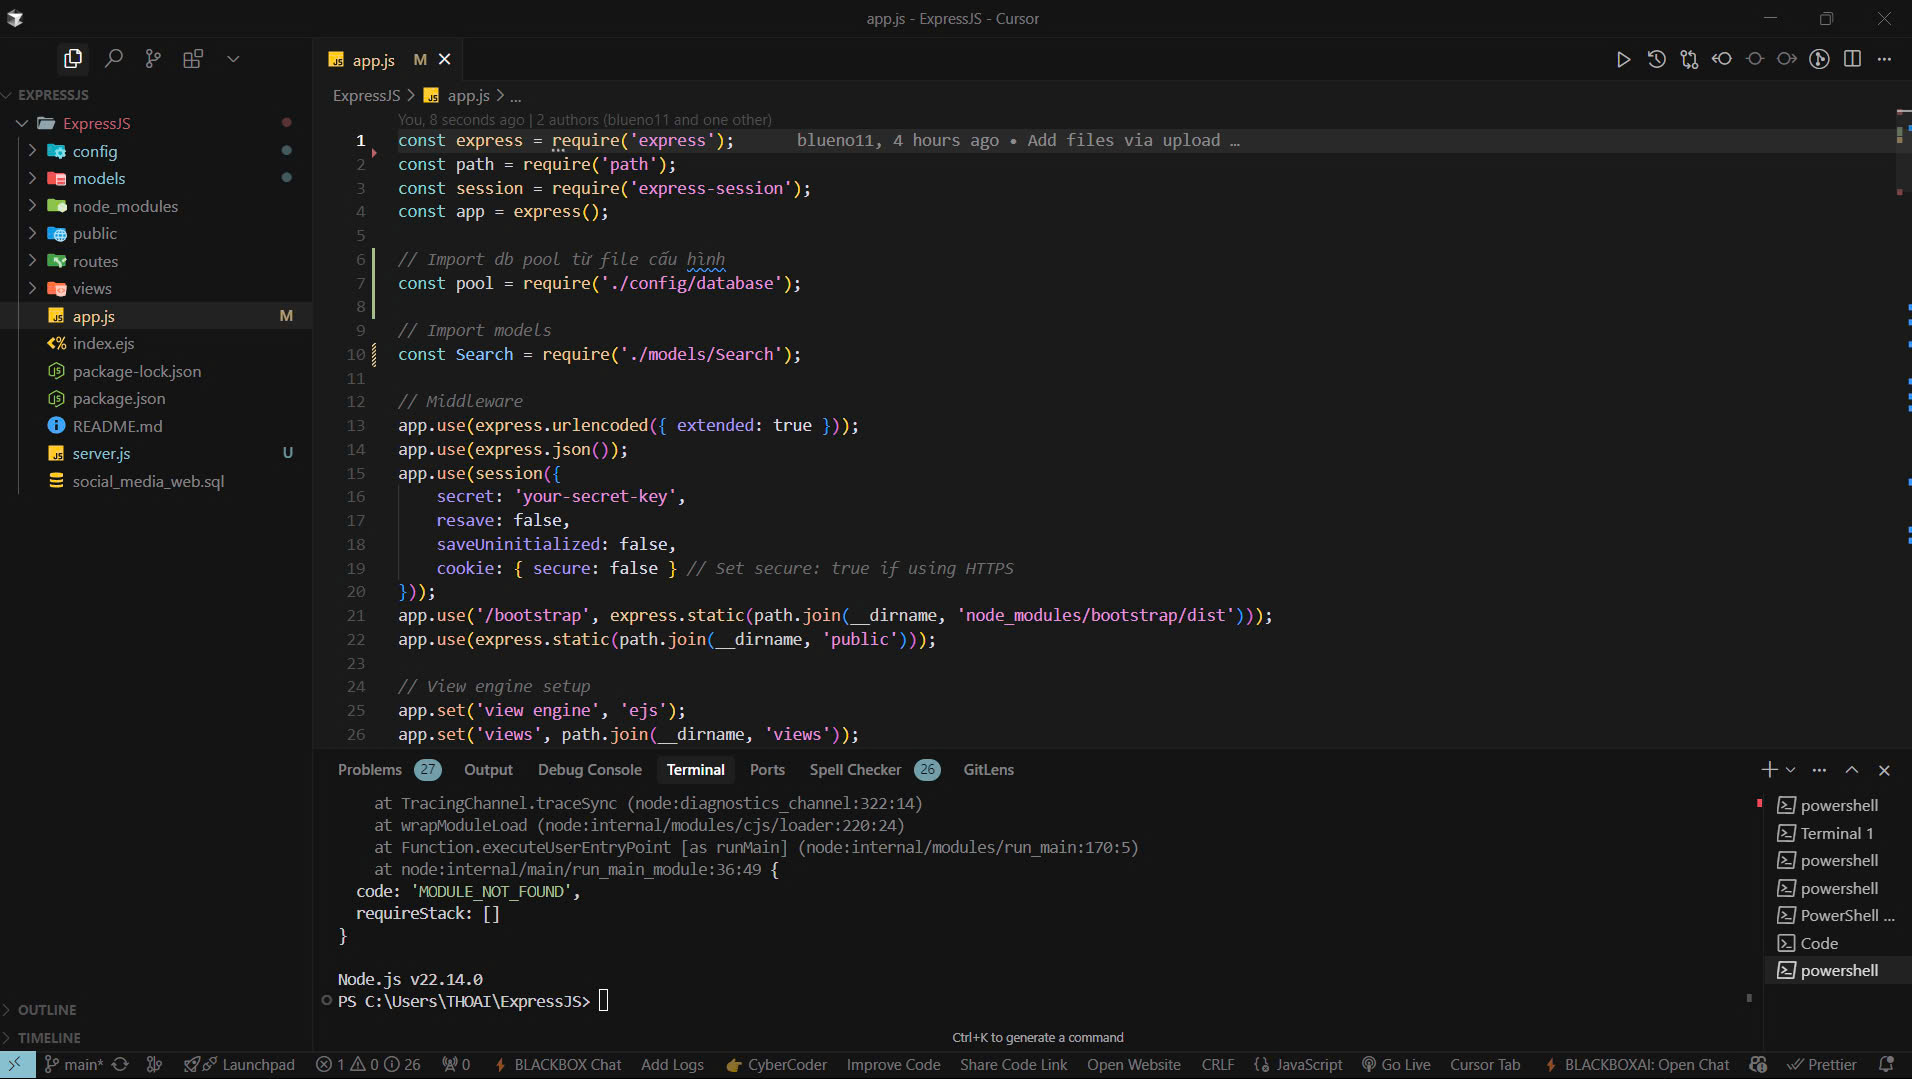 app.js - ExpressJS - Cursor
EXPRESSJS
ExpressJS
config
models
node_modules
public
routes
views
app.js M
index.ejs
package-lock.json
package.json
README.md
server.js U
social_media_web.sql
OUTLINE
TIMELINE
app.js M
ExpressJS > app.js > ...
You, 8 seconds ago | 2 authors (blueno11 and one other)
1 const express = require('express'); blueno11, 4 hours ago • Add files via upload …
2 const path = require('path');
3 const session = require('express-session');
4 const app = express();
5
6 // Import db pool từ file cấu hình
7 const pool = require('./config/database');
8
9 // Import models
10 const Search = require('./models/Search');
11
12 // Middleware
13 app.use(express.urlencoded({ extended: true }));
14 app.use(express.json());
15 app.use(session({
16 secret: 'your-secret-key',
17 resave: false,
18 saveUninitialized: false,
19 cookie: { secure: false } // Set secure: true if using HTTPS
20 }));
21 app.use('/bootstrap', express.static(path.join(__dirname, 'node_modules/bootstrap/dist')));
22 app.use(express.static(path.join(__dirname, 'public')));
23
24 // View engine setup
25 app.set('view engine', 'ejs');
26 app.set('views', path.join(__dirname, 'views'));
Problems 27 Output Debug Console Terminal Ports Spell Checker 26 GitLens
at TracingChannel.traceSync (node:diagnostics_channel:322:14)
at wrapModuleLoad (node:internal/modules/cjs/loader:220:24)
at Function.executeUserEntryPoint [as runMain] (node:internal/modules/run_main:170:5)
at node:internal/main/run_main_module:36:49 {
code: 'MODULE_NOT_FOUND',
requireStack: []
}
Node.js v22.14.0
PS C:\Users\THOAI\ExpressJS>
Ctrl+K to generate a command
powershell
Terminal 1
powershell
powershell
PowerShell ...
Code
powershell
main* Launchpad 1 0 26 0 BLACKBOX Chat Add Logs CyberCoder Improve Code Share Code Link Open Website CRLF {} JavaScript Go Live Cursor Tab BLACKBOXAI: Open Chat Prettier